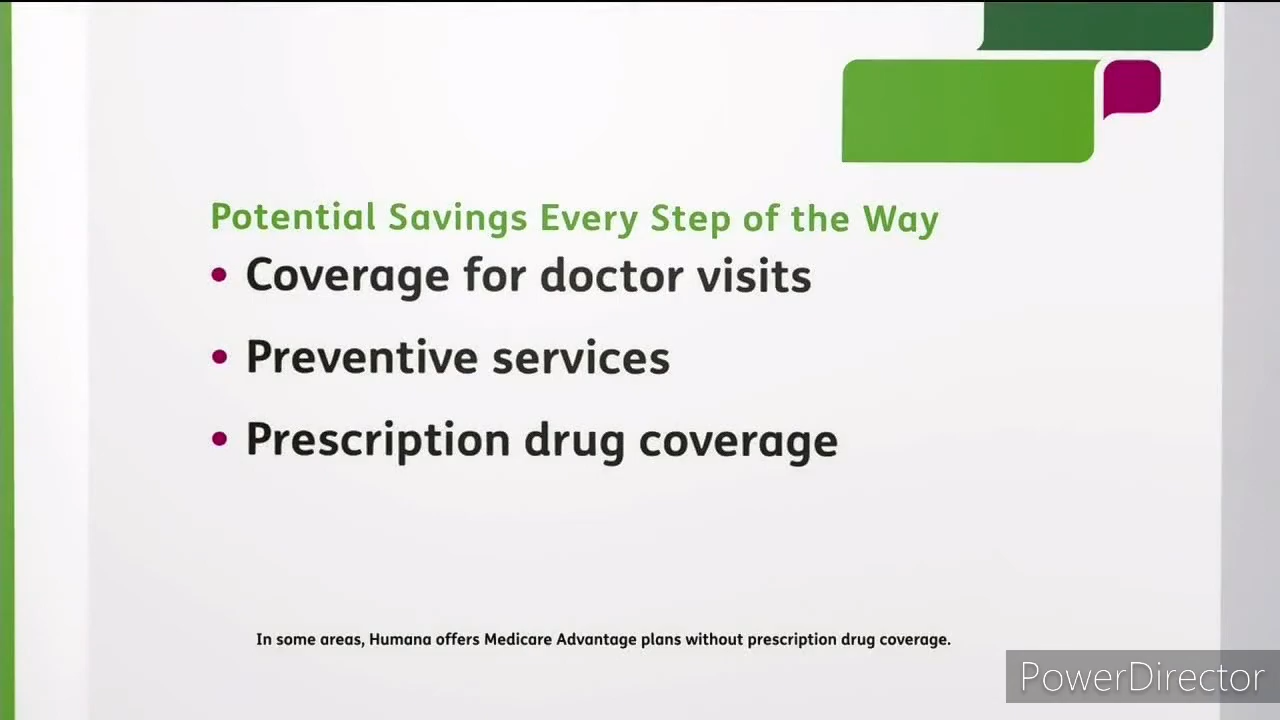 Potential Savings Every Step of the Way
• Coverage for doctor visits
• Preventive services
• Prescription drug coverage
In some areas, Humana offers Medicare Advantage plans without prescription drug coverage.
PowerDirector